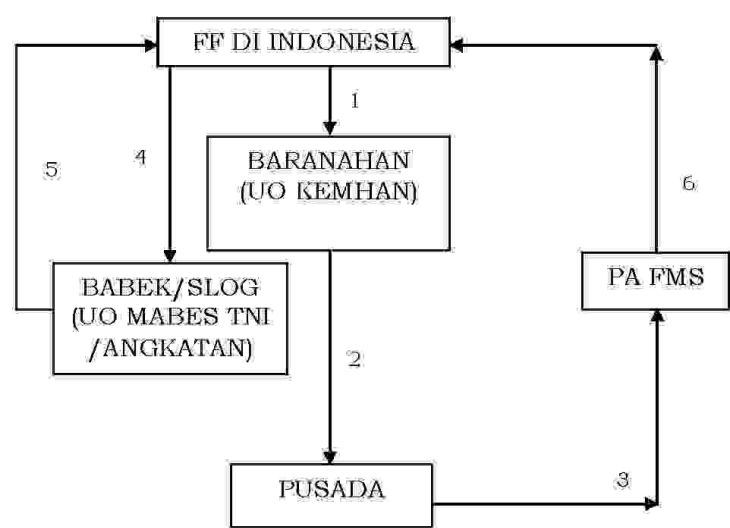 FF DI INDONESIA
1
BARANAHAN
(UO KEMHAN)
5
4
6
BABEK/SLOG
(UO MABES TNI
/ANGKATAN)
PA FMS
2
PUSADA
3